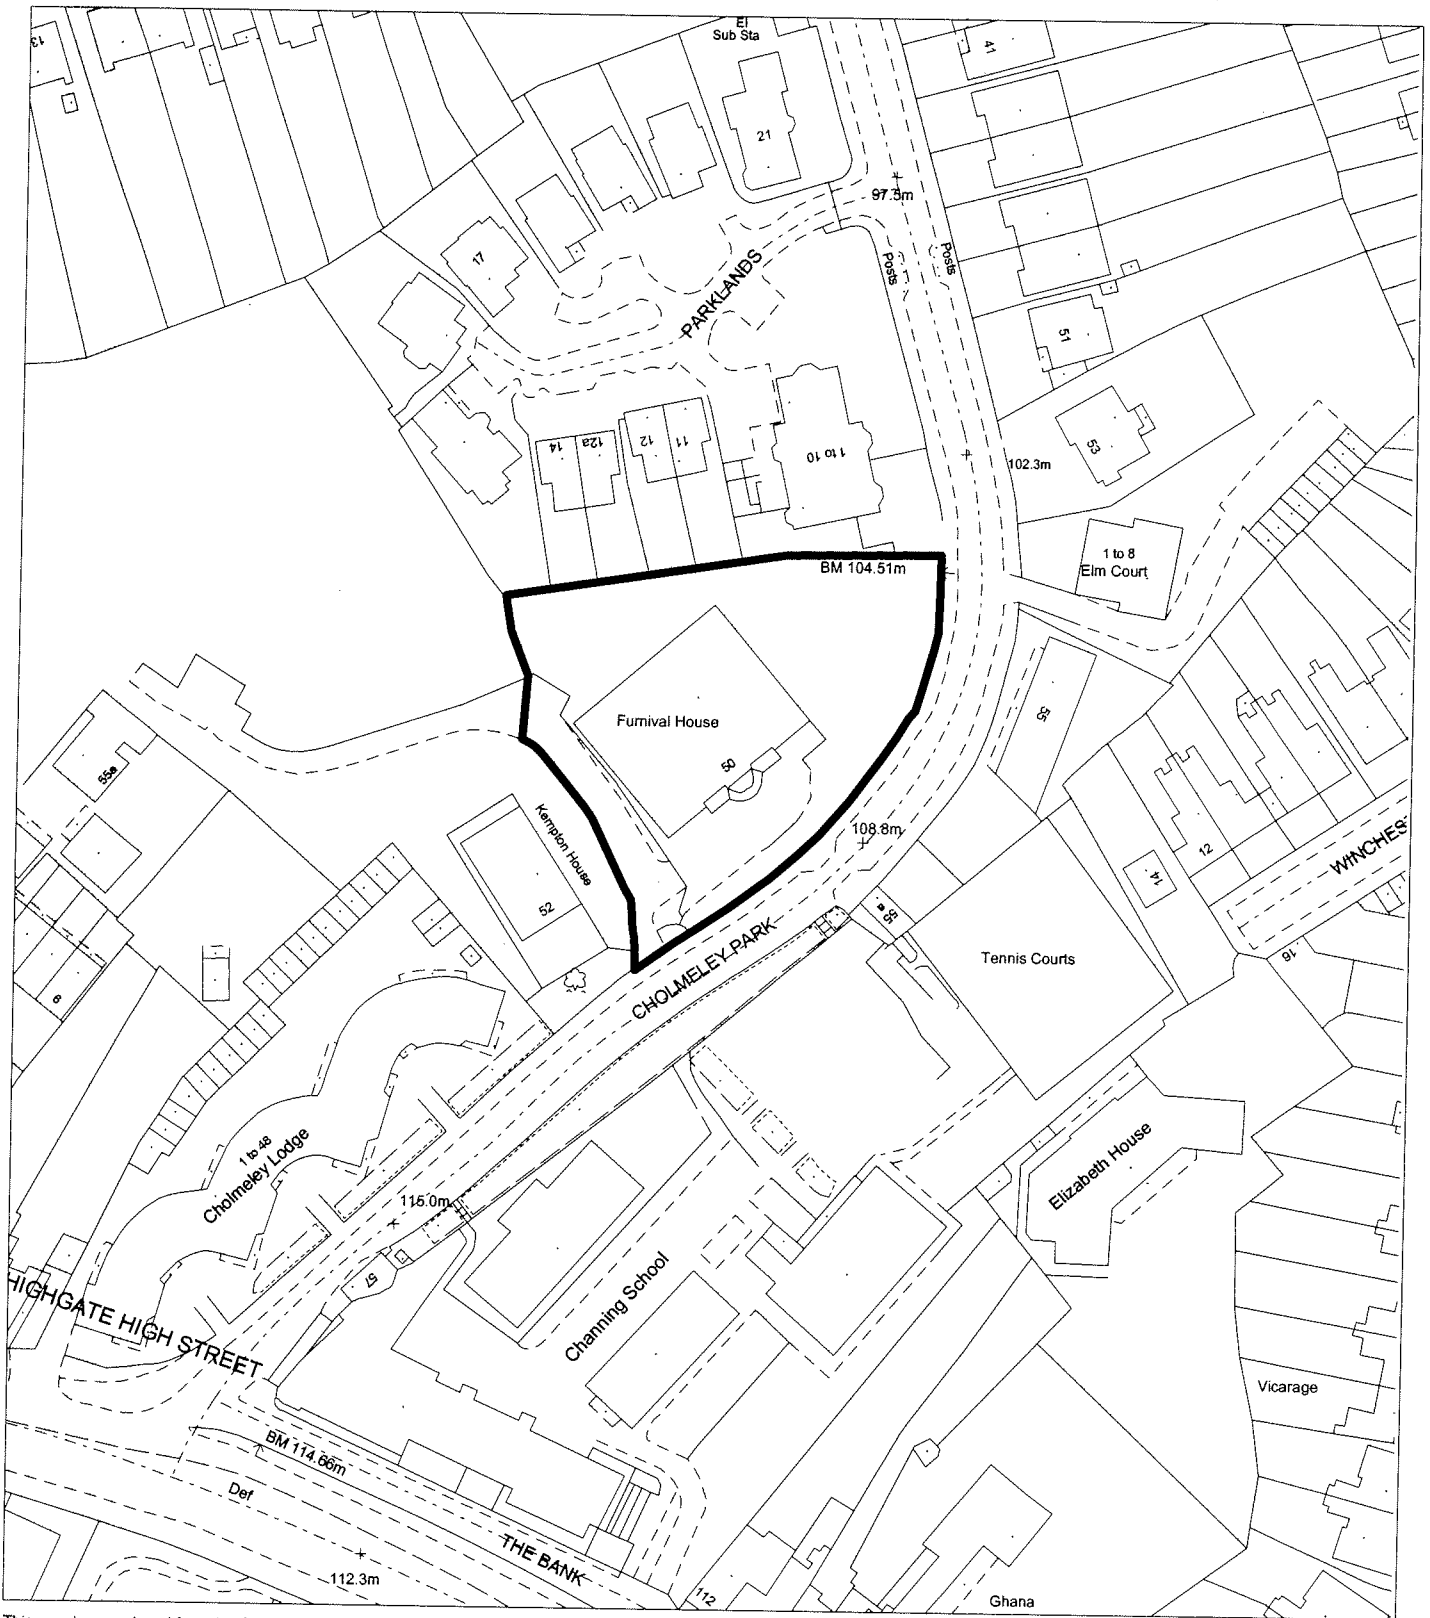 El
Sub Sta
13
41
21
97.5m
Posts
Posts
17
PARKLANDS
51
14
12a
12
11
1 to 10
53
102.3m
1 to 8
Elm Court
BM 104.51m
Furnival House
50
55
55a
Kempton House
52
108.8m
12
14
WINCHES
55a
CHOLMELEY PARK
Tennis Courts
16
6
1 to 48
Cholmeley Lodge
115.0m
57
Elizabeth House
Channing School
HIGHGATE HIGH STREET
Vicarage
BM 114.66m
Def
THE BANK
112.3m
112
Ghana